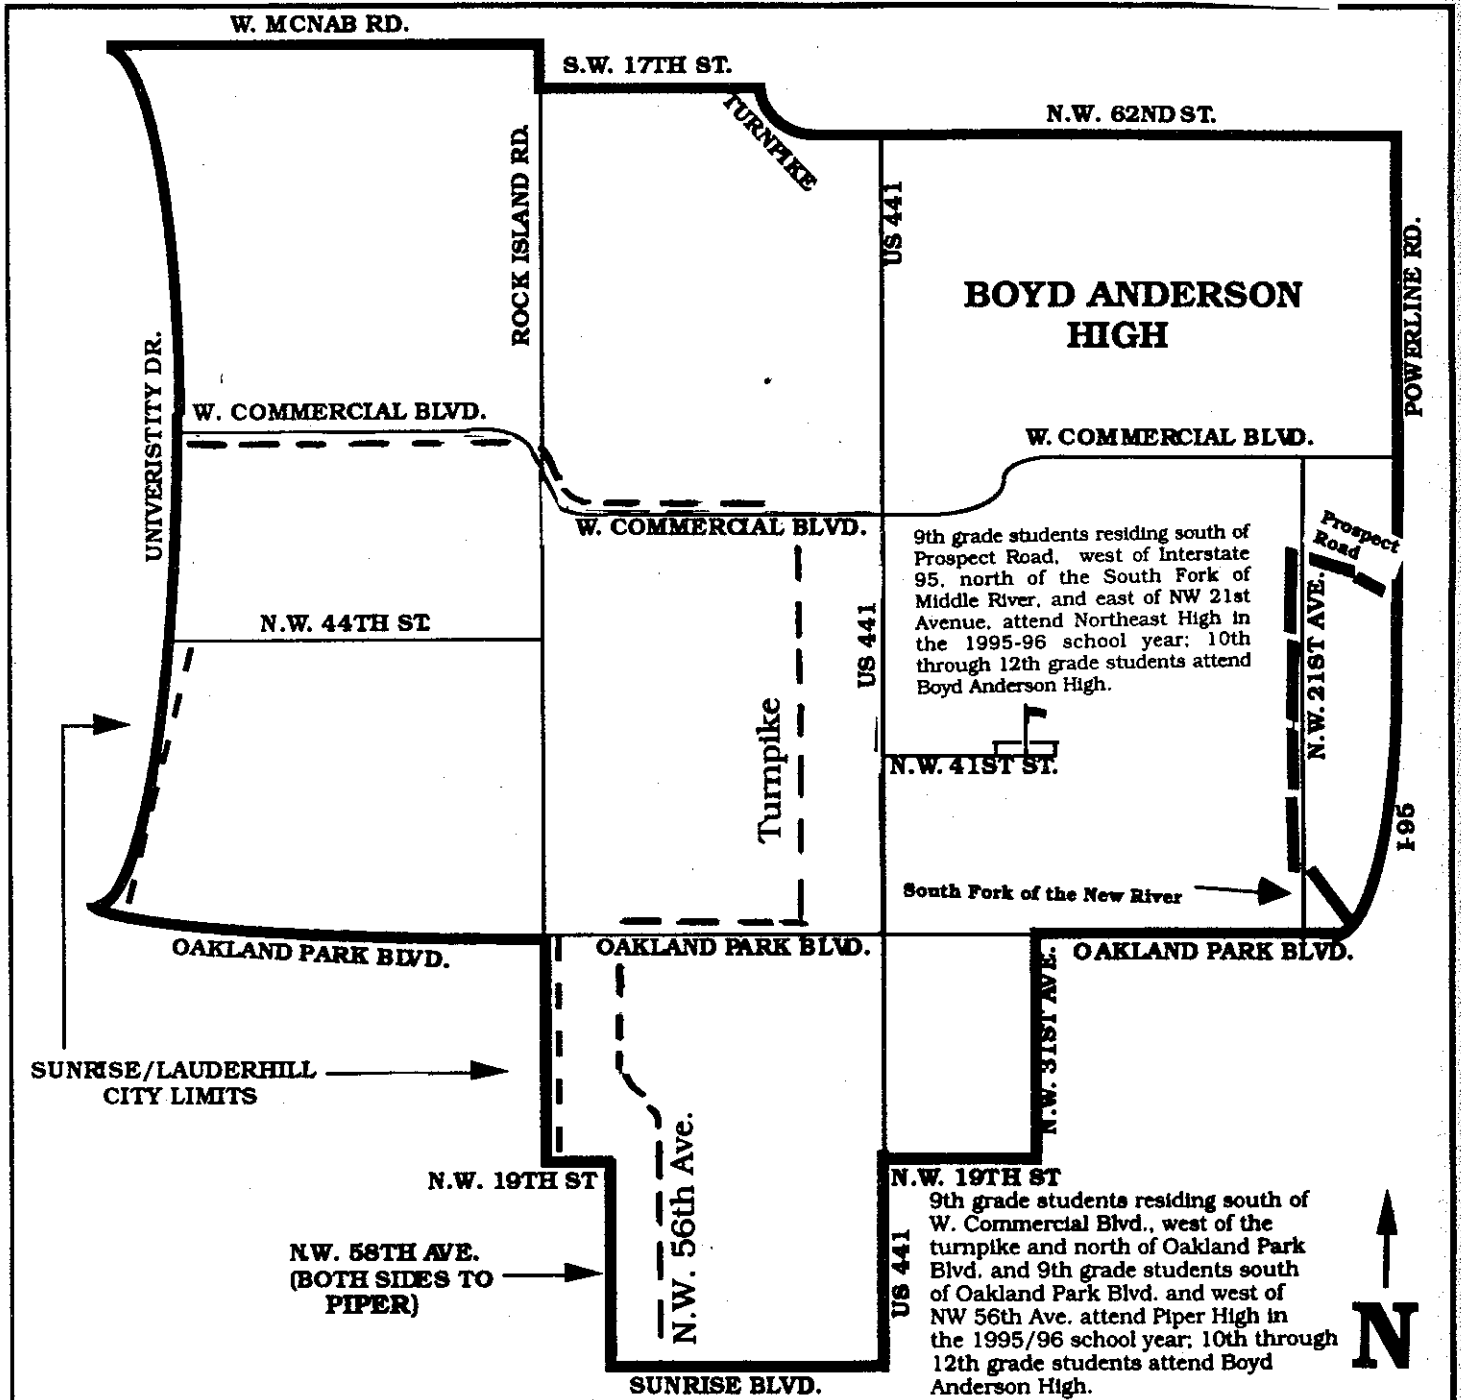 W. MCNAB RD.
S.W. 17TH ST.
TURNPIKE
N.W. 62ND ST.
ROCK ISLAND RD.
US 441
POWERLINE RD.
BOYD ANDERSON
HIGH
UNIVERISTITY DR.
W. COMMERCIAL BLVD.
W. COMMERCIAL BLVD.
W. COMMERCIAL BLVD.
Prospect
Road
9th grade students residing south of
Prospect Road, west of Interstate
95, north of the South Fork of
Middle River, and east of NW 21st
Avenue, attend Northeast High in
the 1995-96 school year; 10th
through 12th grade students attend
Boyd Anderson High.
N.W. 44TH ST.
US 441
N.W. 21ST AVE.
Turnpike
N.W. 41ST ST.
I-95
South Fork of the New River
OAKLAND PARK BLVD.
OAKLAND PARK BLVD.
OAKLAND PARK BLVD.
N.W. 31ST AVE.
SUNRISE/LAUDERHILL
CITY LIMITS
N.W. 19TH ST
N.W. 19TH ST
N.W. 56th Ave.
N.W. 58TH AVE.
(BOTH SIDES TO
PIPER)
US 441
9th grade students residing south of
W. Commercial Blvd., west of the
turnpike and north of Oakland Park
Blvd. and 9th grade students south
of Oakland Park Blvd. and west of
NW 56th Ave. attend Piper High in
the 1995/96 school year; 10th through
12th grade students attend Boyd
Anderson High.
N
SUNRISE BLVD.